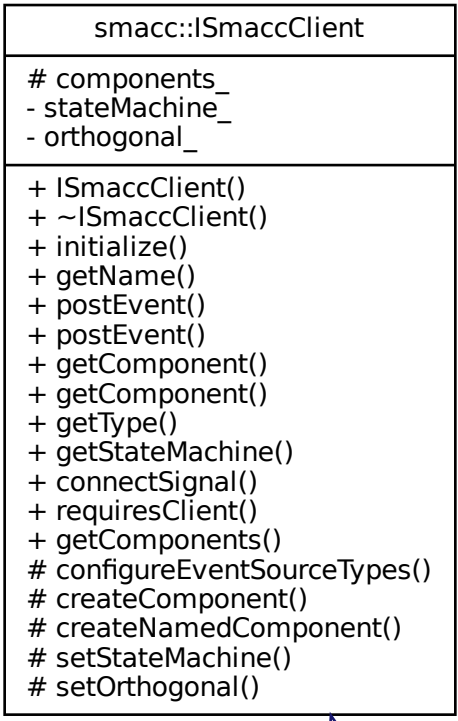 smacc::ISmaccClient
# components_
- stateMachine_
- orthogonal_
+ ISmaccClient()
+ ~ISmaccClient()
+ initialize()
+ getName()
+ postEvent()
+ postEvent()
+ getComponent()
+ getComponent()
+ getType()
+ getStateMachine()
+ connectSignal()
+ requiresClient()
+ getComponents()
# configureEventSourceTypes()
# createComponent()
# createNamedComponent()
# setStateMachine()
# setOrthogonal()